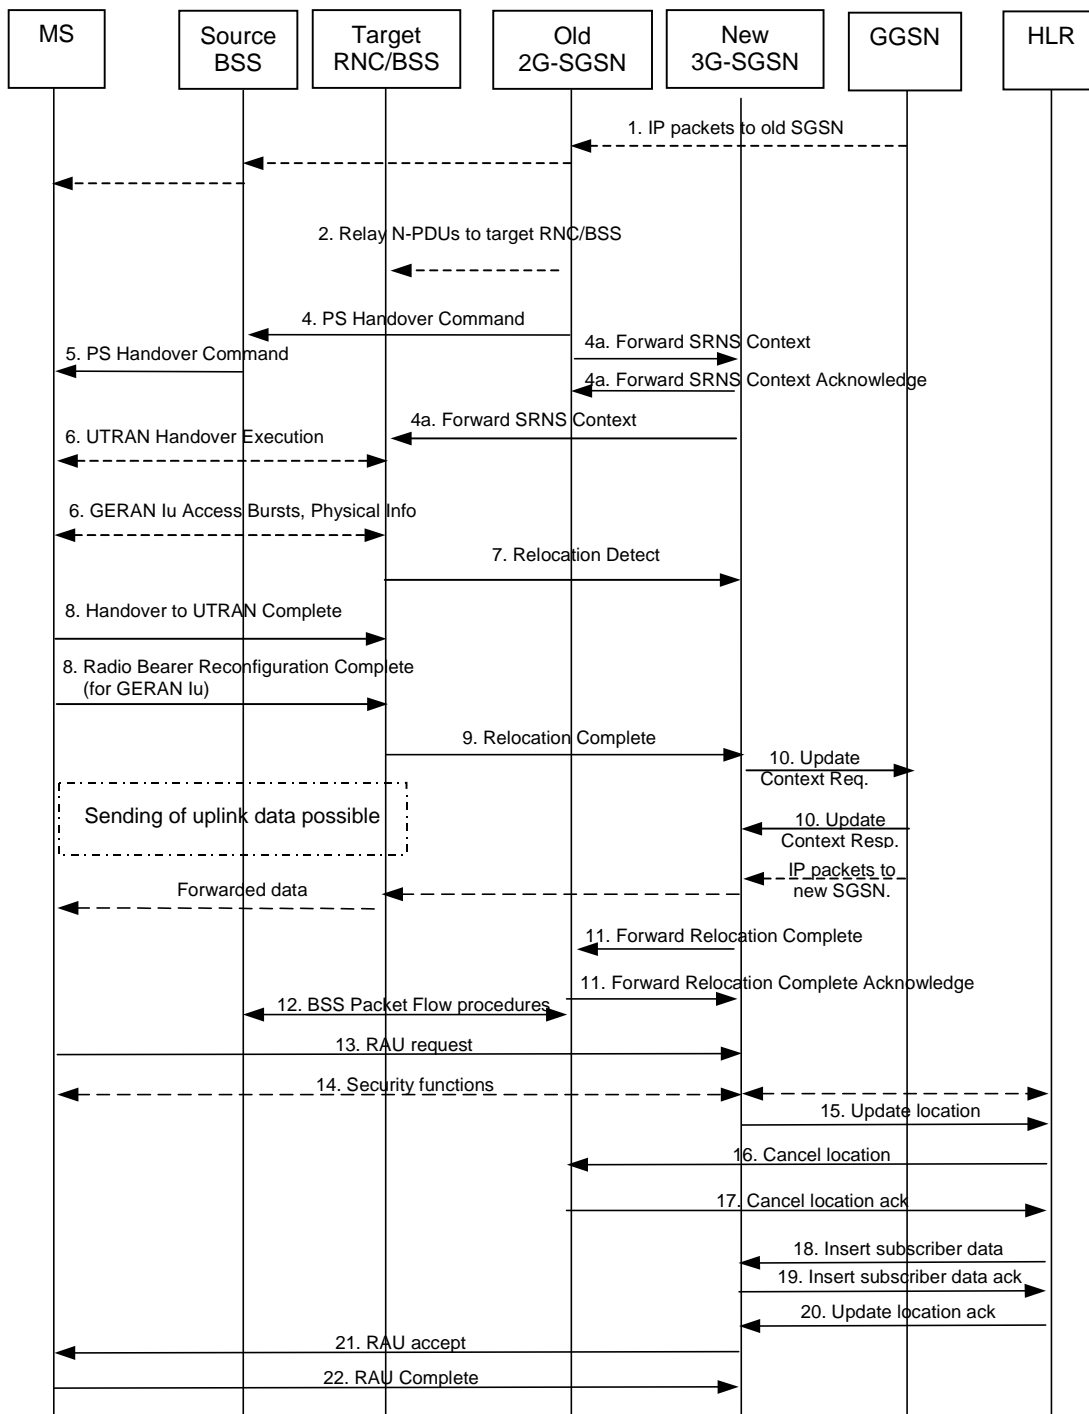 MS
Source
BSS
Target
RNC/BSS
Old
2G-SGSN
New
3G-SGSN
GGSN
HLR
1. IP packets to old SGSN
2. Relay N-PDUs to target RNC/BSS
4. PS Handover Command
4a. Forward SRNS Context
5. PS Handover Command
4a. Forward SRNS Context Acknowledge
4a. Forward SRNS Context
6. UTRAN Handover Execution
6. GERAN Iu Access Bursts, Physical Info
7. Relocation Detect
8. Handover to UTRAN Complete
8. Radio Bearer Reconfiguration Complete
(for GERAN Iu)
9. Relocation Complete
10. Update
Context Req.
Sending of uplink data possible
10. Update
Context Resp.
IP packets to
new SGSN.
Forwarded data
11. Forward Relocation Complete
11. Forward Relocation Complete Acknowledge
12. BSS Packet Flow procedures
13. RAU request
14. Security functions
15. Update location
16. Cancel location
17. Cancel location ack
18. Insert subscriber data
19. Insert subscriber data ack
20. Update location ack
21. RAU accept
22. RAU Complete